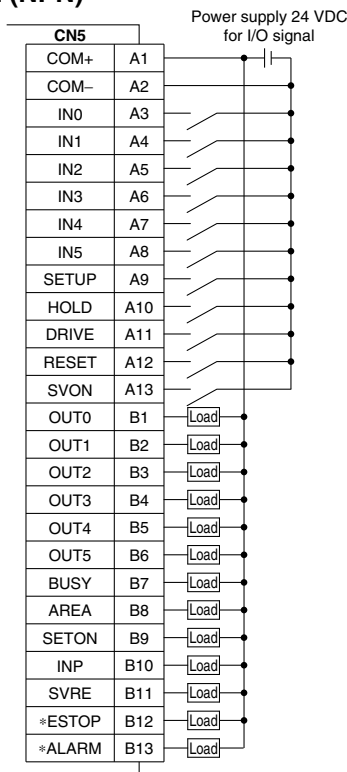 (NPN)
Power supply 24 VDC
for I/O signal
CN5
COM+ A1
COM− A2
IN0 A3
IN1 A4
IN2 A5
IN3 A6
IN4 A7
IN5 A8
SETUP A9
HOLD A10
DRIVE A11
RESET A12
SVON A13
OUT0 B1 Load
OUT1 B2 Load
OUT2 B3 Load
OUT3 B4 Load
OUT4 B5 Load
OUT5 B6 Load
BUSY B7 Load
AREA B8 Load
SETON B9 Load
INP B10 Load
SVRE B11 Load
*ESTOP B12 Load
*ALARM B13 Load